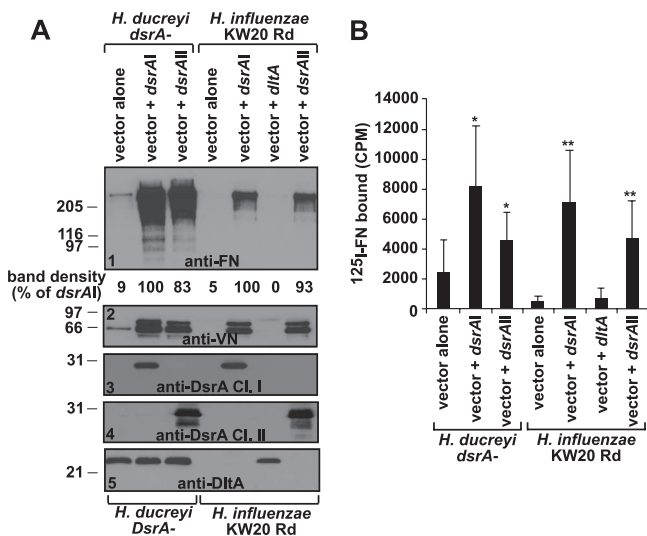 A
H. ducreyi
dsrA-
H. influenzae
KW20 Rd
vector alone
vector + dsrAI
vector + dsrAII
vector alone
vector + dsrAI
vector + dltA
vector + dsrAII
205
116
97
1
anti-FN
band density
(% of dsrAI)
9 100 83 5 100 0 93
97
66
2
anti-VN
31
3
anti-DsrA Cl. I
31
4
anti-DsrA Cl. II
21
5
anti-DltA
H. ducreyi
DsrA-
H. influenzae
KW20 Rd
B
125I-FN bound (CPM)
14000
12000
10000
8000
6000
4000
2000
0
*
*
**
**
vector alone
vector + dsrAI
vector + dsrAII
vector alone
vector + dsrAI
vector + dltA
vector + dsrAII
H. ducreyi
dsrA-
H. influenzae
KW20 Rd